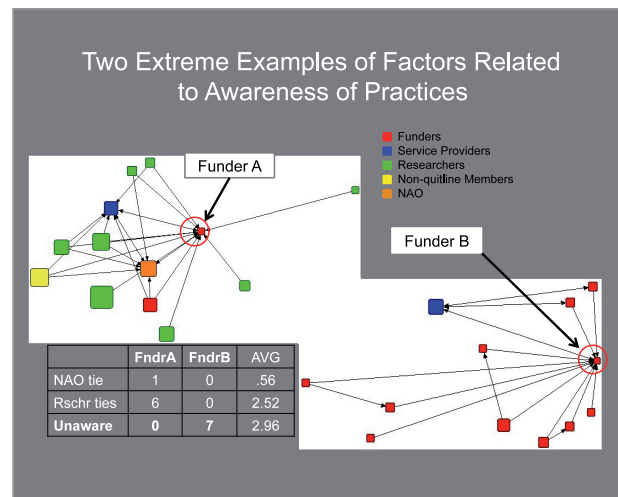 Two Extreme Examples of Factors Related
to Awareness of Practices
Funders
Service Providers
Researchers
Non-quitline Members
NAO
Funder A
Funder B
FndrA FndrB AVG
NAO tie 1 0 .56
Rschr ties 6 0 2.52
Unaware 0 7 2.96